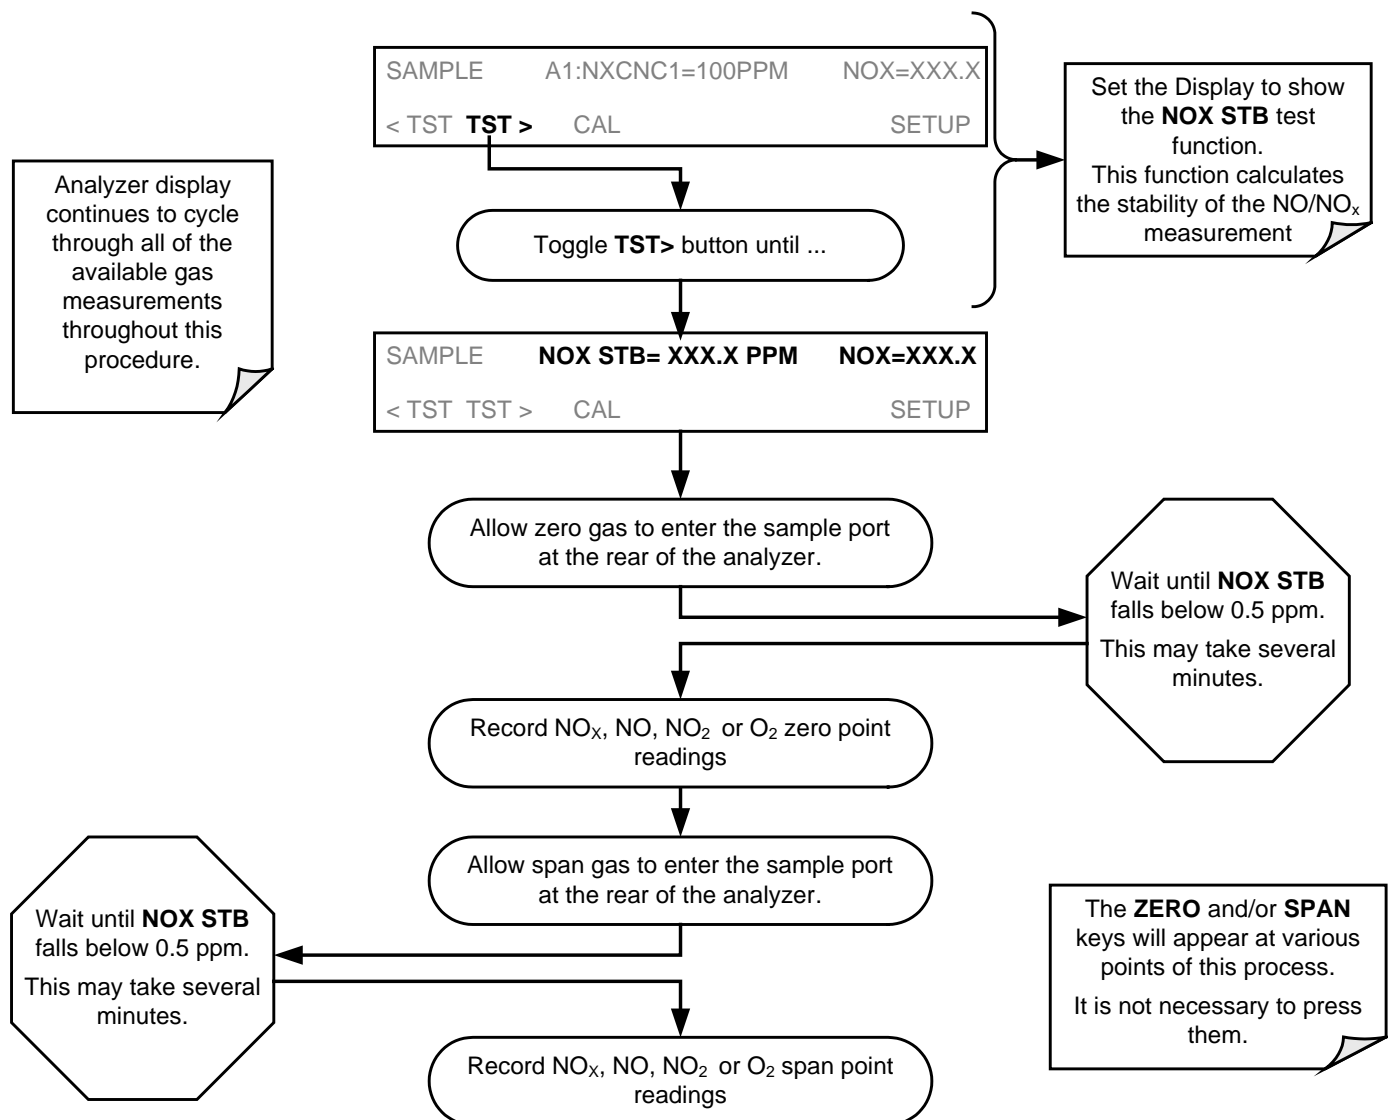 SAMPLE A1:NXCNC1=100PPM NOX=XXX.X
< TST TST > CAL SETUP
Set the Display to show
the NOX STB test
function.
This function calculates
the stability of the NO/NOₓ
measurement
Analyzer display
continues to cycle
through all of the
available gas
measurements
throughout this
procedure.
Toggle TST> button until ...
SAMPLE NOX STB= XXX.X PPM NOX=XXX.X
< TST TST > CAL SETUP
Allow zero gas to enter the sample port
at the rear of the analyzer.
Wait until NOX STB
falls below 0.5 ppm.
This may take several
minutes.
Record NOX, NO, NO₂ or O₂ zero point
readings
Allow span gas to enter the sample port
at the rear of the analyzer.
Wait until NOX STB
falls below 0.5 ppm.
This may take several
minutes.
The ZERO and/or SPAN
keys will appear at various
points of this process.
It is not necessary to press
them.
Record NOX, NO, NO₂ or O₂ span point
readings